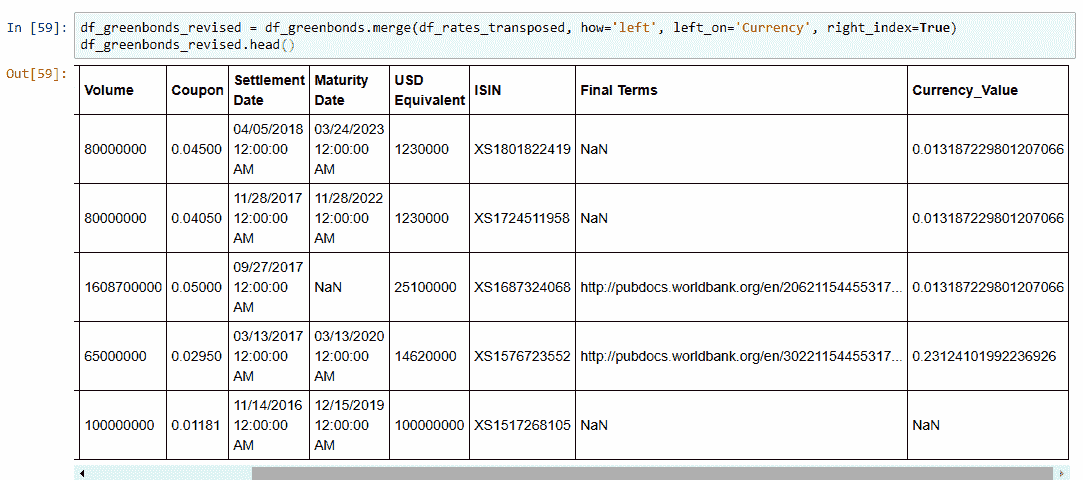 In [59]: df_greenbonds_revised = df_greenbonds.merge(df_rates_transposed, how='left', left_on='Currency', right_index=True)
df_greenbonds_revised.head()
Out[59]:
Volume Coupon Settlement Date Maturity Date USD Equivalent ISIN Final Terms Currency_Value
80000000 0.04500 04/05/2018 12:00:00 AM 03/24/2023 12:00:00 AM 1230000 XS1801822419 NaN 0.013187229801207066
80000000 0.04050 11/28/2017 12:00:00 AM 11/28/2022 12:00:00 AM 1230000 XS1724511958 NaN 0.013187229801207066
1608700000 0.05000 09/27/2017 12:00:00 AM NaN 25100000 XS1687324068 http://pubdocs.worldbank.org/en/20621154455317... 0.013187229801207066
65000000 0.02950 03/13/2017 12:00:00 AM 03/13/2020 12:00:00 AM 14620000 XS1576723552 http://pubdocs.worldbank.org/en/30221154455317... 0.23124101992236926
100000000 0.01181 11/14/2016 12:00:00 AM 12/15/2019 12:00:00 AM 100000000 XS1517268105 NaN NaN